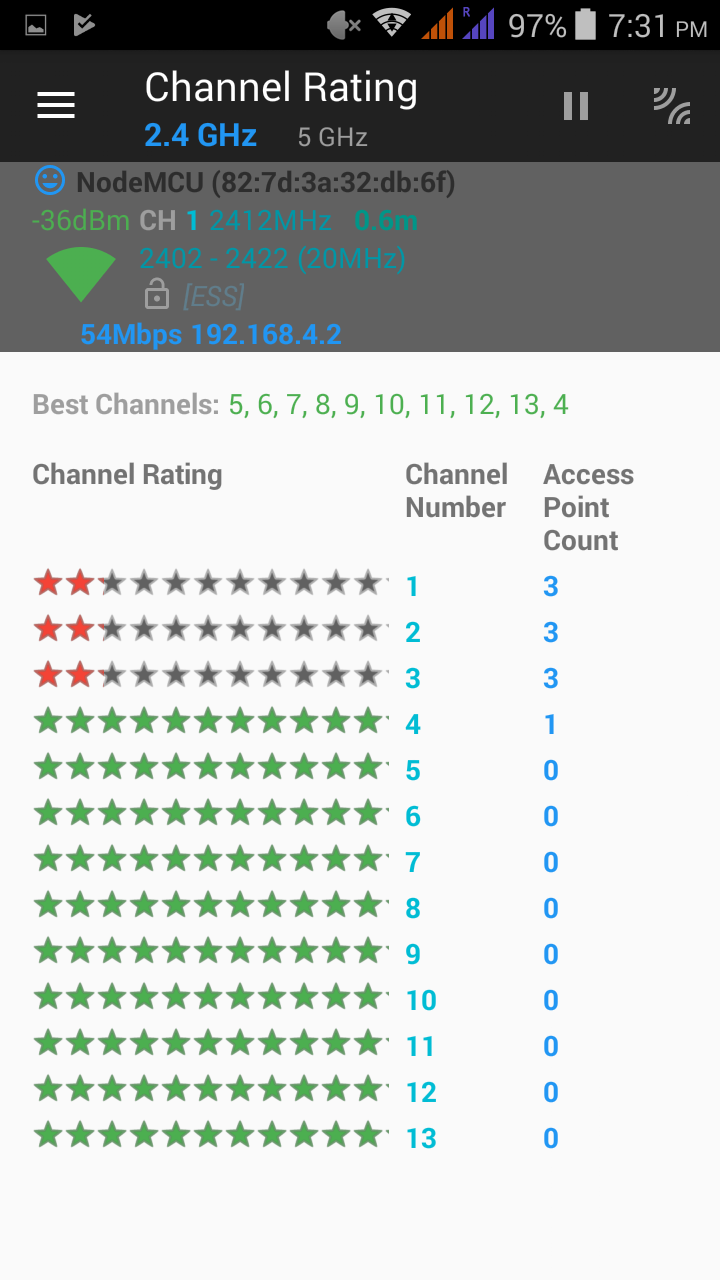 R 97% 7:31 PM
Channel Rating
2.4 GHz 5 GHz
NodeMCU (82:7d:3a:32:db:6f)
-36dBm CH 1 2412MHz 0.6m
2402 - 2422 (20MHz)
[ESS]
54Mbps 192.168.4.2
Best Channels: 5, 6, 7, 8, 9, 10, 11, 12, 13, 4
Channel Rating Channel Number Access Point Count
1 3
2 3
3 3
4 1
5 0
6 0
7 0
8 0
9 0
10 0
11 0
12 0
13 0